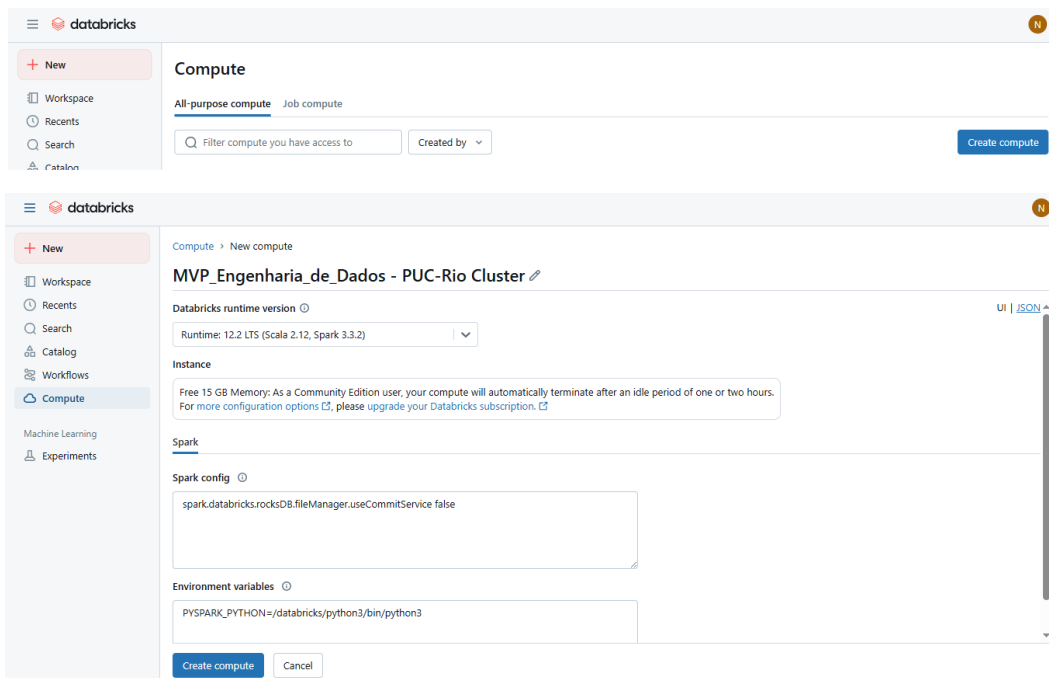 databricks
N
New
Compute
Workspace
All-purpose compute Job compute
Recents
Search
Filter compute you have access to
Created by
Create compute
Catalog
databricks
N
New
Compute > New compute
MVP_Engenharia_de_Dados - PUC-Rio Cluster
Workspace
Recents
Search
Catalog
Workflows
Compute
Machine Learning
Experiments
Databricks runtime version
UI | JSON
Runtime: 12.2 LTS (Scala 2.12, Spark 3.3.2)
Instance
Free 15 GB Memory: As a Community Edition user, your compute will automatically terminate after an idle period of one or two hours.
For more configuration options, please upgrade your Databricks subscription.
Spark
Spark config
spark.databricks.rocksDB.fileManager.useCommitService false
Environment variables
PYSPARK_PYTHON=/databricks/python3/bin/python3
Create compute
Cancel